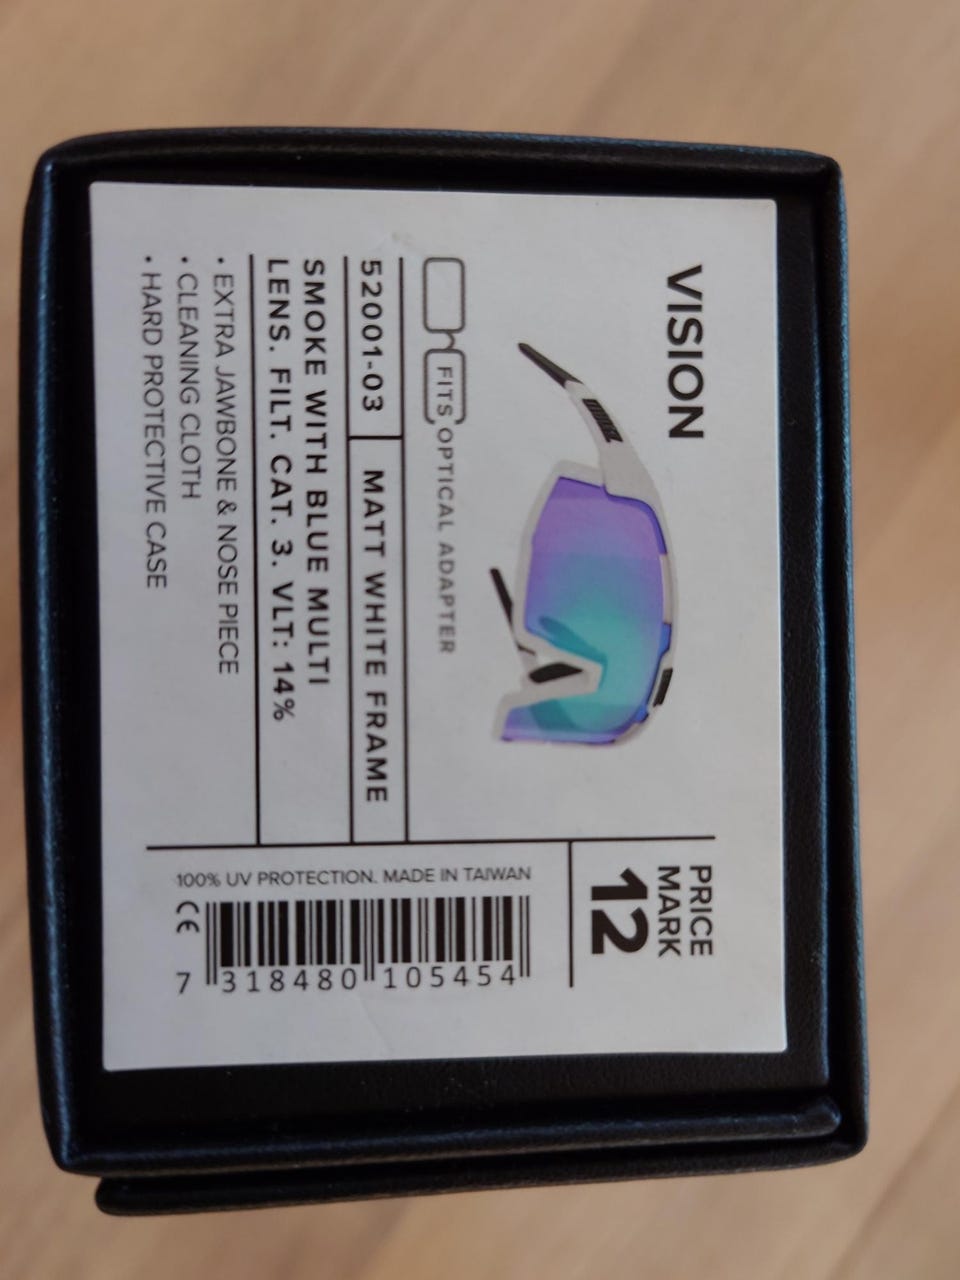 VISION
FITS OPTICAL ADAPTER
52001-03
MATT WHITE FRAME
SMOKE WITH BLUE MULTI
LENS. FILT. CAT. 3. VLT: 14%
• EXTRA JAWBONE & NOSE PIECE
• CLEANING CLOTH
• HARD PROTECTIVE CASE
PRICE
MARK
12
100% UV PROTECTION. MADE IN TAIWAN
CE
7 318480 105454